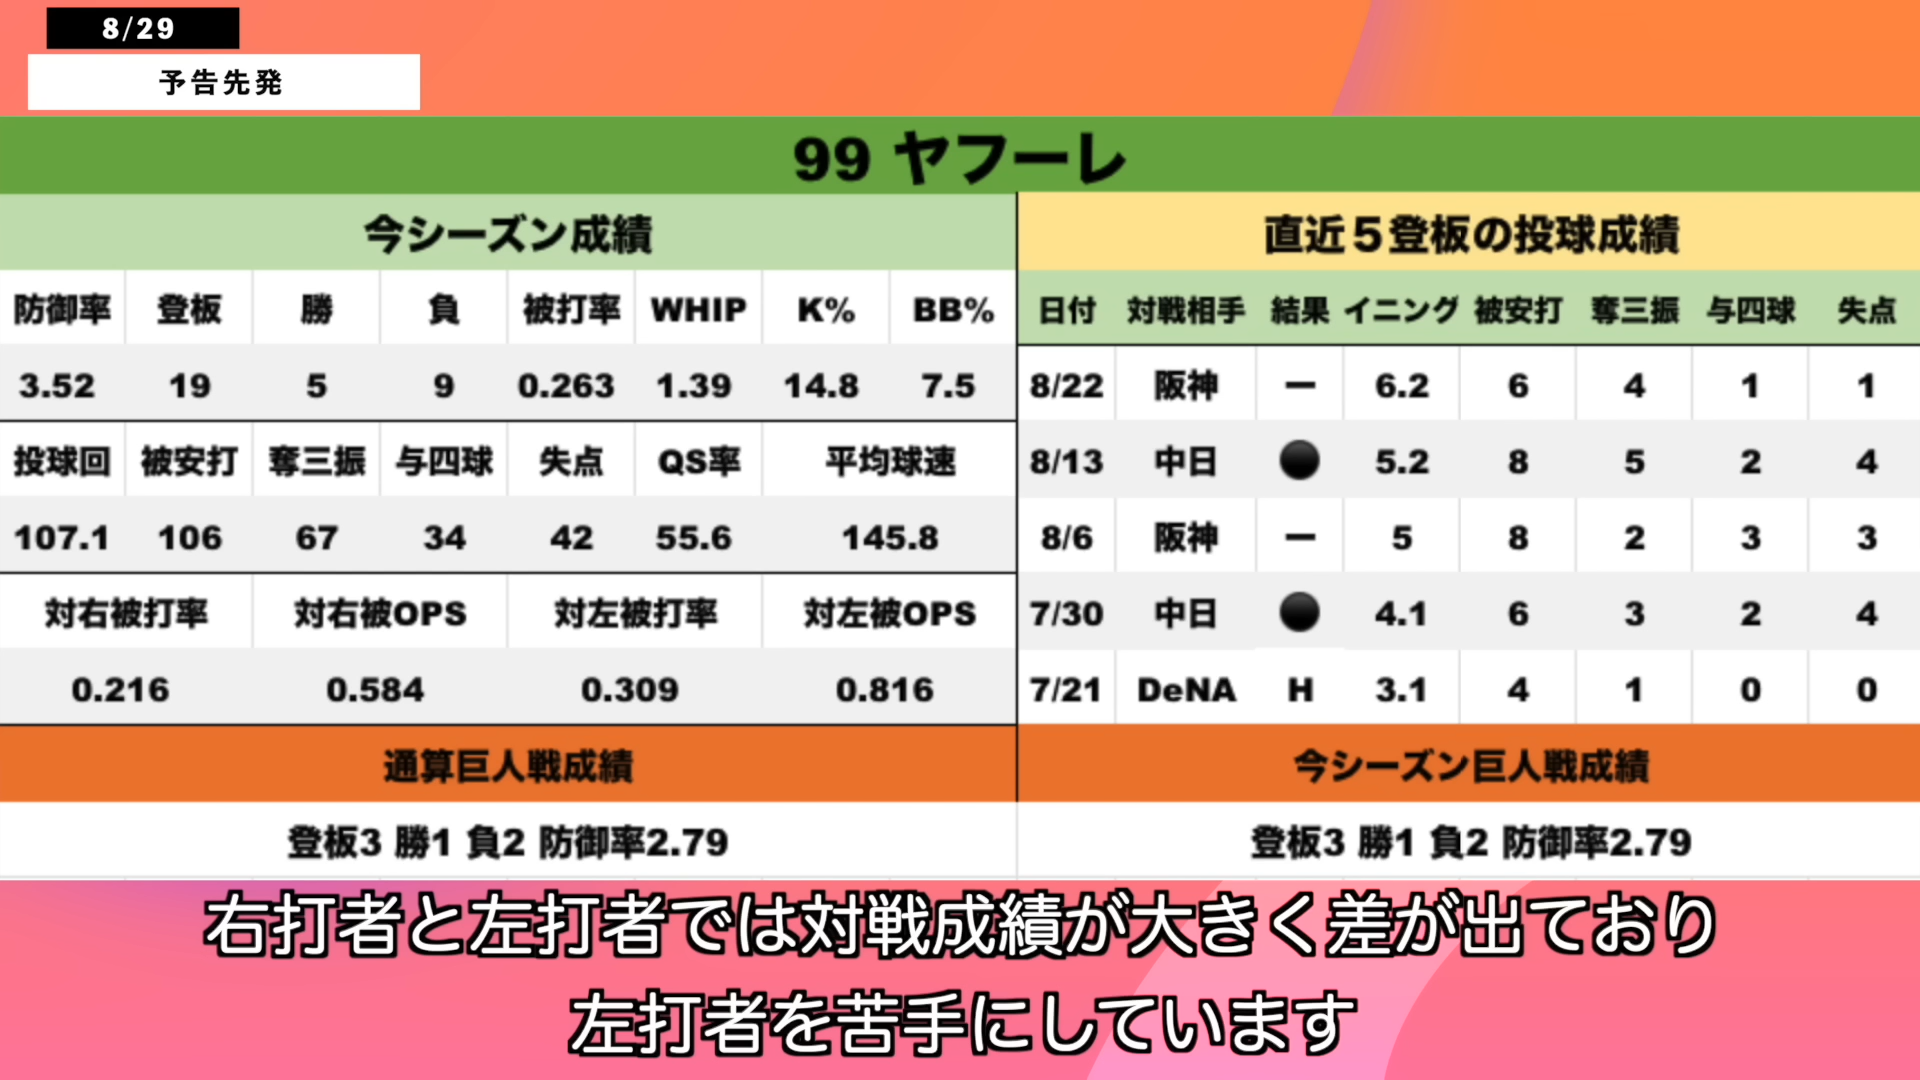 8/29
予告先発
99 ヤフーレ
今シーズン成績
防御率 登板 勝 負 被打率 WHIP K% BB%
3.52 19 5 9 0.263 1.39 14.8 7.5
投球回 被安打 奪三振 与四球 失点 QS率 平均球速
107.1 106 67 34 42 55.6 145.8
対右被打率 対右被OPS 対左被打率 対左被OPS
0.216 0.584 0.309 0.816
直近5登板の投球成績
日付 対戦相手 結果 イニング 被安打 奪三振 与四球 失点
8/22 阪神 ー 6.2 6 4 1 1
8/13 中日 ● 5.2 8 5 2 4
8/6 阪神 ー 5 8 2 3 3
7/30 中日 ● 4.1 6 3 2 4
7/21 DeNA H 3.1 4 1 0 0
通算巨人戦成績
登板3 勝1 負2 防御率2.79
今シーズン巨人戦成績
登板3 勝1 負2 防御率2.79
右打者と左打者では対戦成績が大きく差が出ており
左打者を苦手にしています